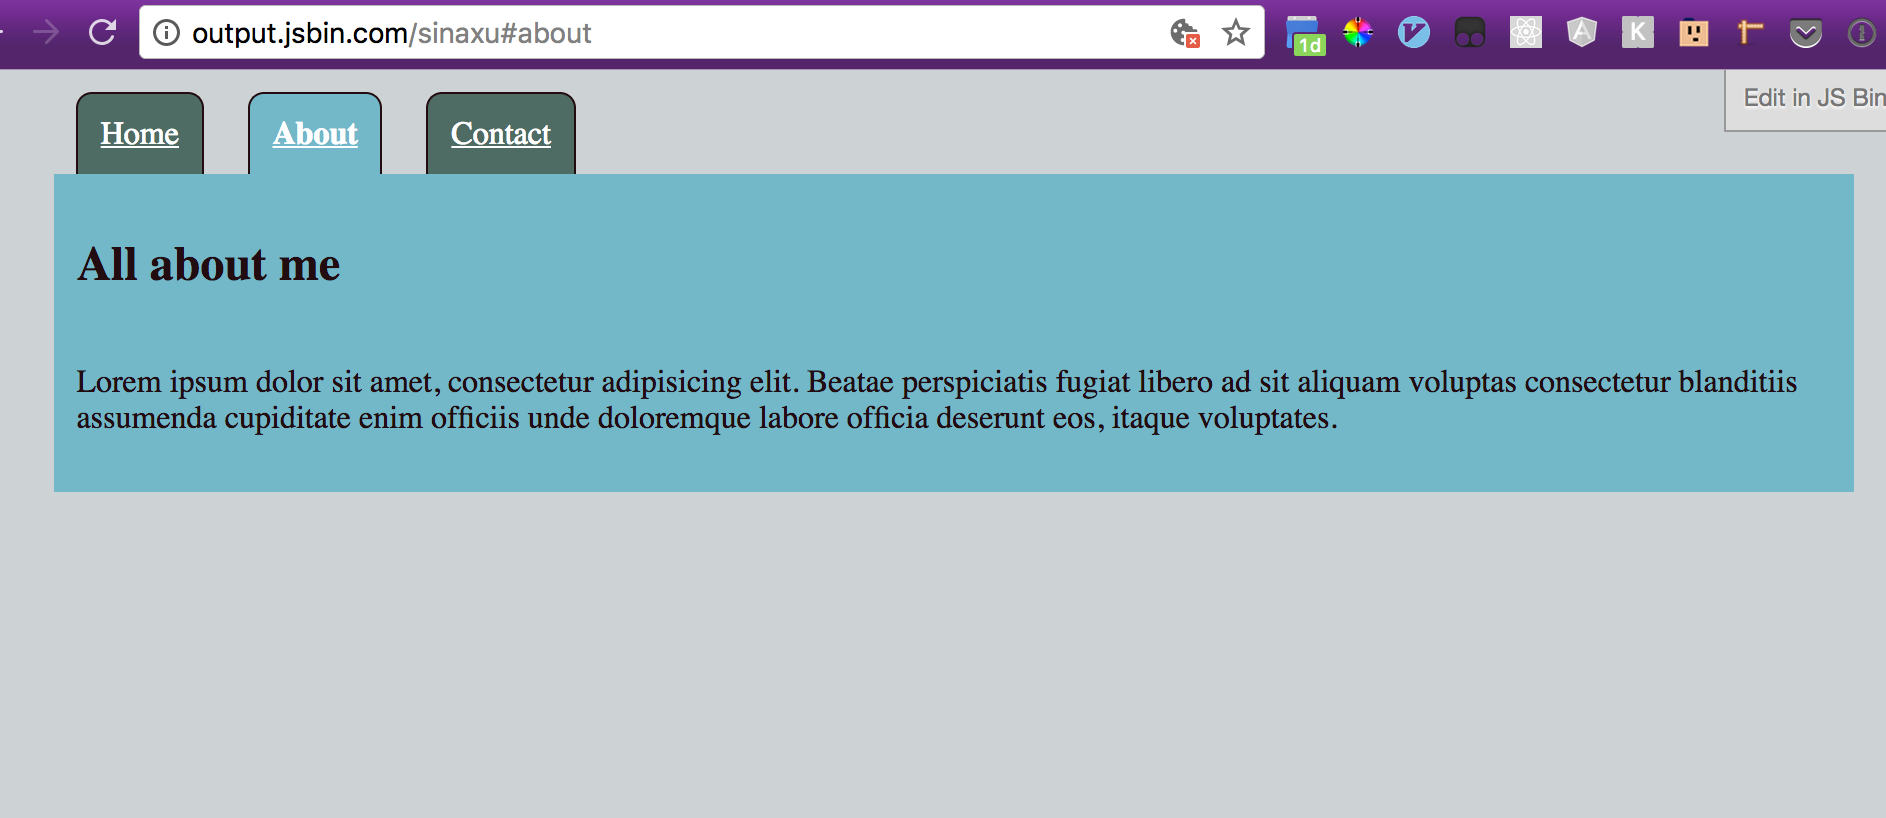 output.jsbin.com/sinaxu#about
1d
A
K
Home
About
Contact
Edit in JS Bin
All about me
Lorem ipsum dolor sit amet, consectetur adipisicing elit. Beatae perspiciatis fugiat libero ad sit aliquam voluptas consectetur blanditiis
assumenda cupiditate enim officiis unde doloremque labore officia deserunt eos, itaque voluptates.